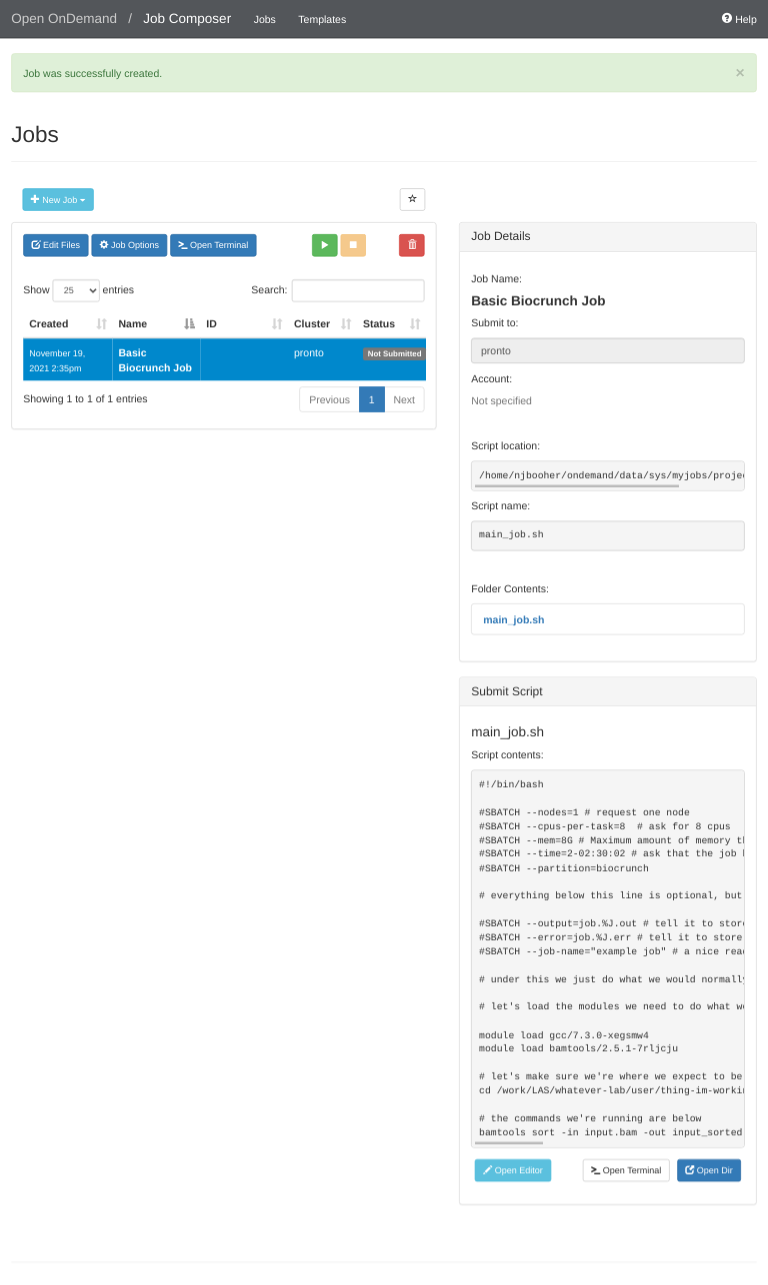 Open OnDemand / Job Composer Jobs Templates Help
Job was successfully created. ×
Jobs
New Job
Edit Files Job Options Open Terminal
Show 25 entries Search:
Created Name ID Cluster Status
November 19, 2021 2:35pm Basic Biocrunch Job pronto Not Submitted
Showing 1 to 1 of 1 entries Previous 1 Next
Job Details
Job Name:
Basic Biocrunch Job
Submit to:
pronto
Account:
Not specified
Script location:
/home/njbooher/ondemand/data/sys/myjobs/projec
Script name:
main_job.sh
Folder Contents:
main_job.sh
Submit Script
main_job.sh
Script contents:
#!/bin/bash
#SBATCH --nodes=1 # request one node
#SBATCH --cpus-per-task=8  # ask for 8 cpus
#SBATCH --mem=8G # Maximum amount of memory
#SBATCH --time=2-02:30:02 # ask that the job
#SBATCH --partition=biocrunch
# everything below this line is optional, but
#SBATCH --output=job.%J.out # tell it to store
#SBATCH --error=job.%J.err # tell it to store
#SBATCH --job-name="example job" # a nice
# under this we just do what we would normally
# let's load the modules we need to do what
module load gcc/7.3.0-xegsmw4
module load bamtools/2.5.1-7rljcju
# let's make sure we're where we expect to be
cd /work/LAS/whatever-lab/user/thing-im-workin
# the commands we're running are below
bamtools sort -in input.bam -out input_sorted
Open Editor Open Terminal Open Dir